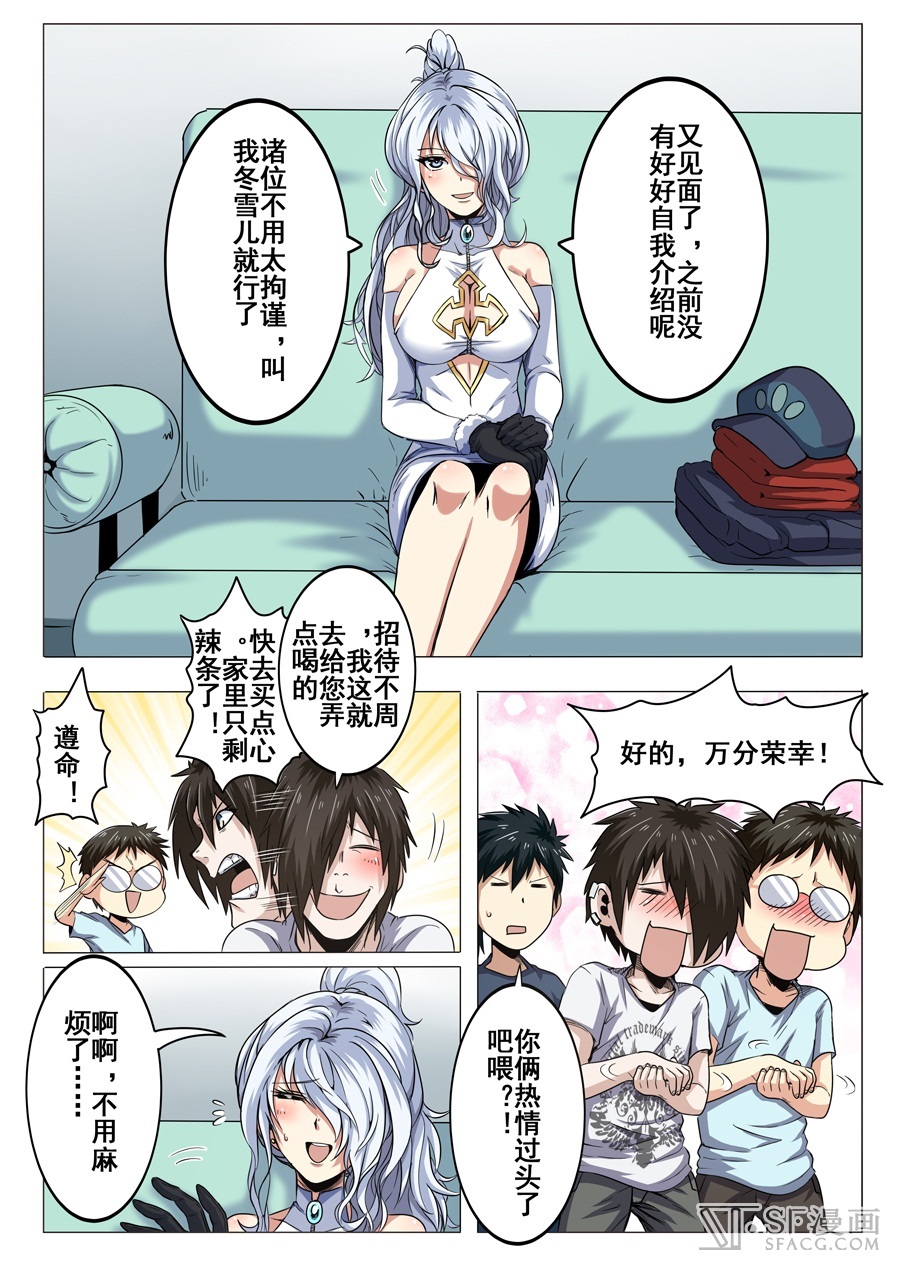 又见面了，之前没
有好好自我介绍呢
诸位不用太拘谨，叫
我冬雪儿就行了
好的，万分荣幸！
你俩热情过头了
吧喂？！
招待不周
，我这就
去给您弄
点喝的
快去买点心
。家里只剩
辣条了！
遵命！
啊啊，不用麻
烦了……
trademark
SF漫画
SFACG.COM